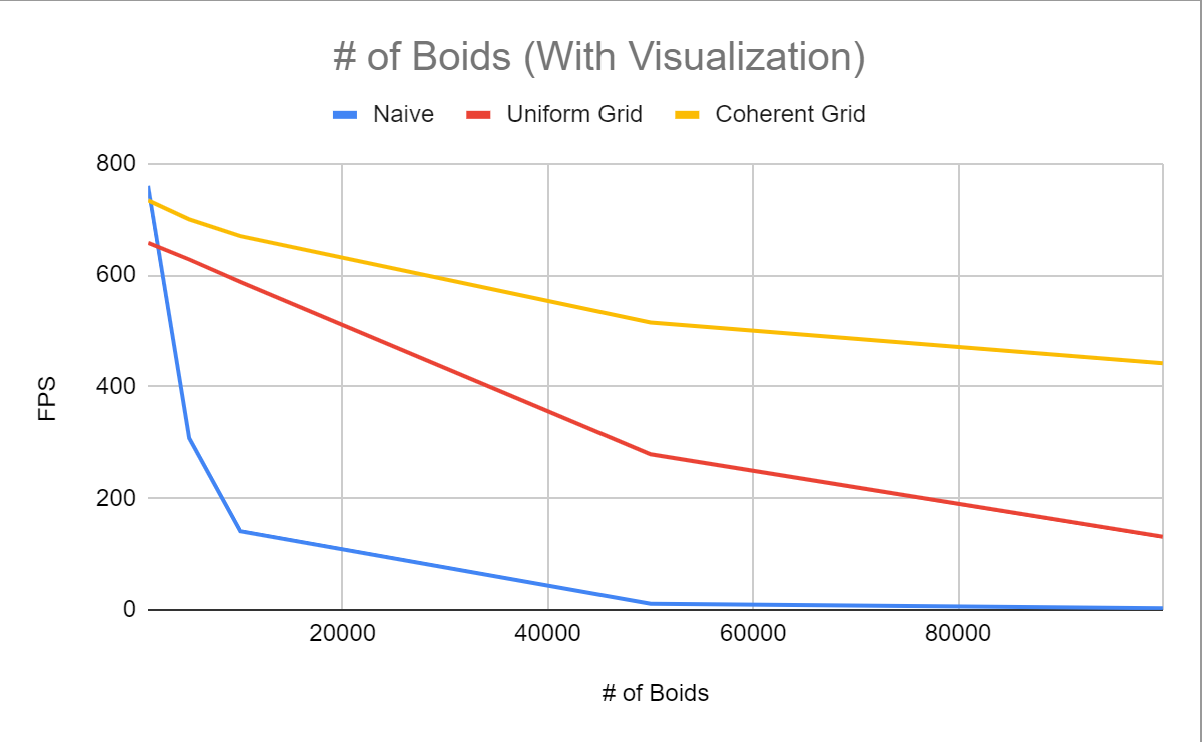 # of Boids (With Visualization)
Naive Uniform Grid Coherent Grid
800
600
400
200
0
FPS
20000 40000 60000 80000
# of Boids